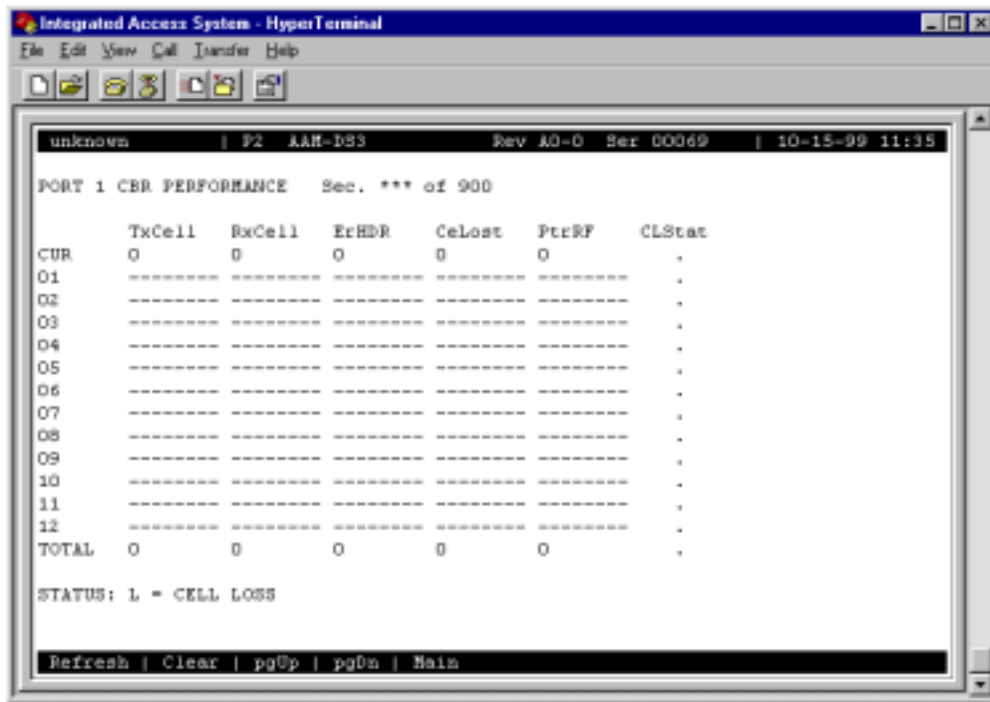 Integrated Access System - HyperTerminal
File Edit View Call Transfer Help
unknown | P2 AAM-DS3 Rev A0-0 Ser 00069 | 10-15-99 11:35
PORT 1 CBR PERFORMANCE Sec. *** of 900
TxCell RxCell ErHDR CeLost PtrRF CLStat
CUR 0 0 0 0 0 .
01 -------- -------- -------- -------- -------- .
02 -------- -------- -------- -------- -------- .
03 -------- -------- -------- -------- -------- .
04 -------- -------- -------- -------- -------- .
05 -------- -------- -------- -------- -------- .
06 -------- -------- -------- -------- -------- .
07 -------- -------- -------- -------- -------- .
08 -------- -------- -------- -------- -------- .
09 -------- -------- -------- -------- -------- .
10 -------- -------- -------- -------- -------- .
11 -------- -------- -------- -------- -------- .
12 -------- -------- -------- -------- -------- .
TOTAL 0 0 0 0 0 .
STATUS: L = CELL LOSS
Refresh | Clear | pgUp | pgDn | Main